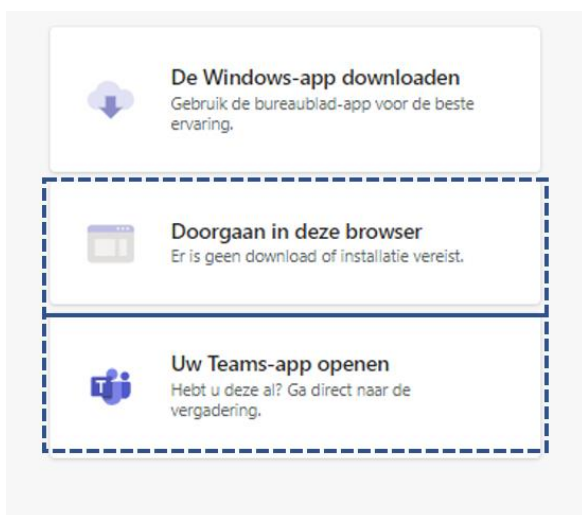 De Windows-app downloaden
Gebruik de bureaublad-app voor de beste
ervaring.
Doorgaan in deze browser
Er is geen download of installatie vereist.
Uw Teams-app openen
Hebt u deze al? Ga direct naar de
vergadering.